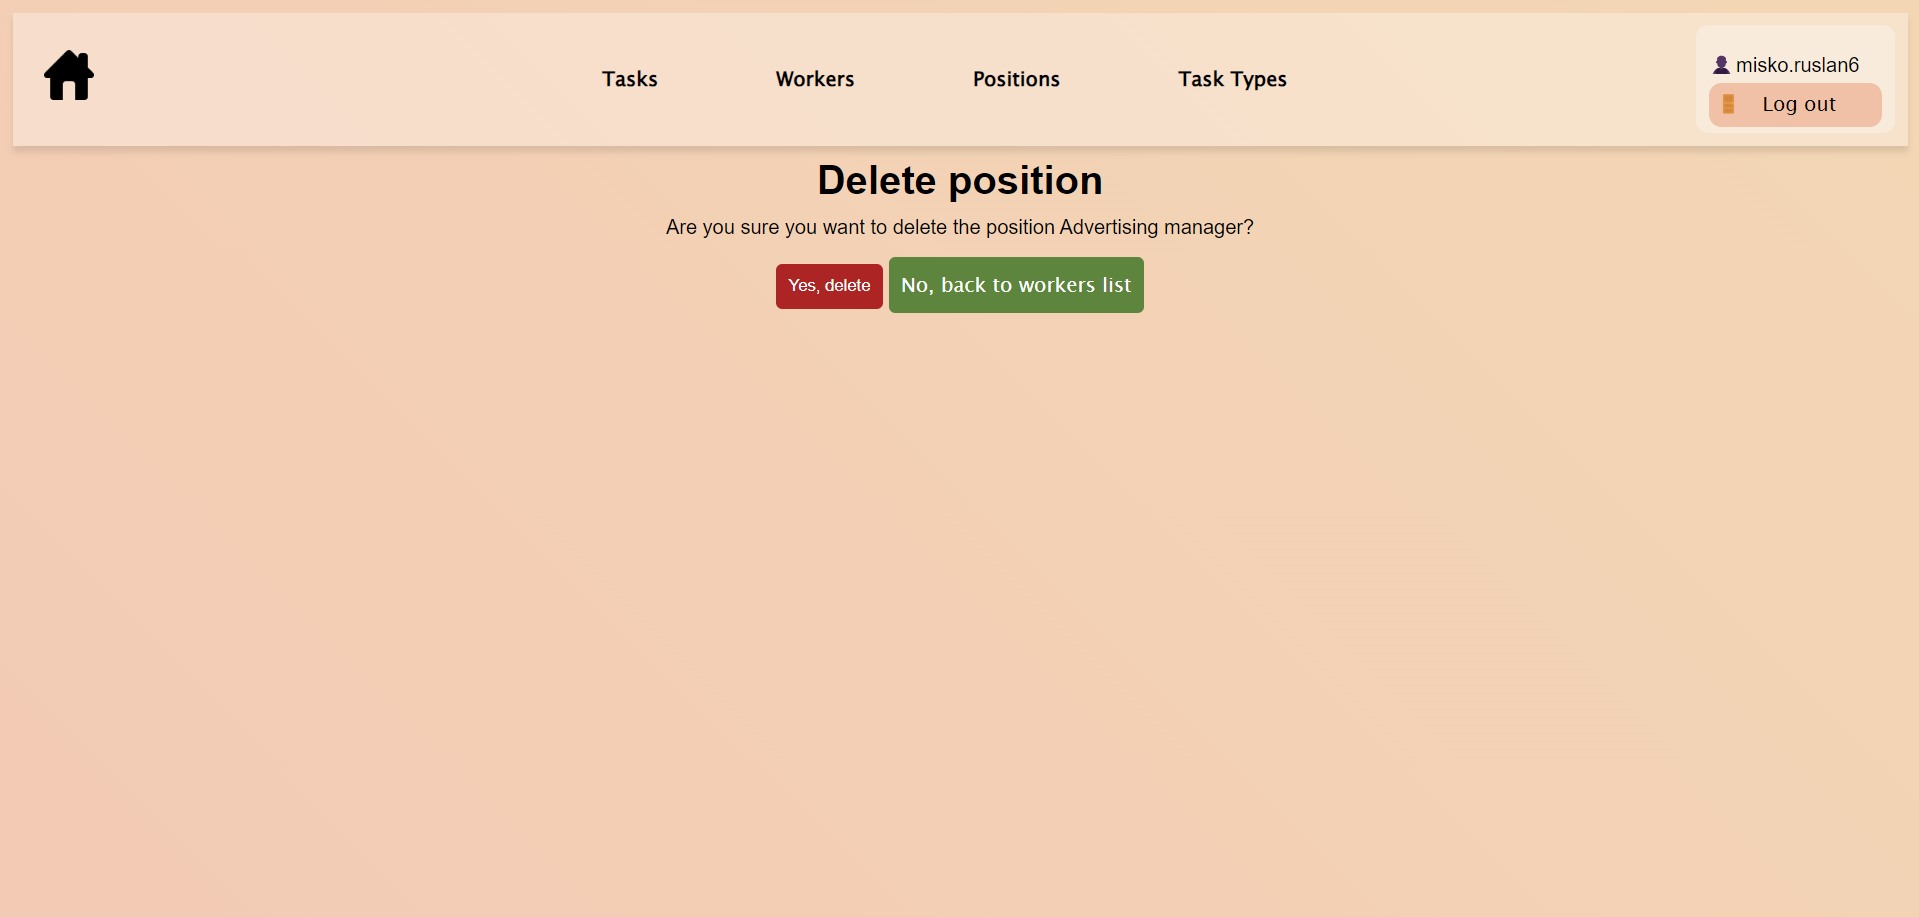 Tasks Workers Positions Task Types
misko.ruslan6
Log out
Delete position
Are you sure you want to delete the position Advertising manager?
Yes, delete No, back to workers list